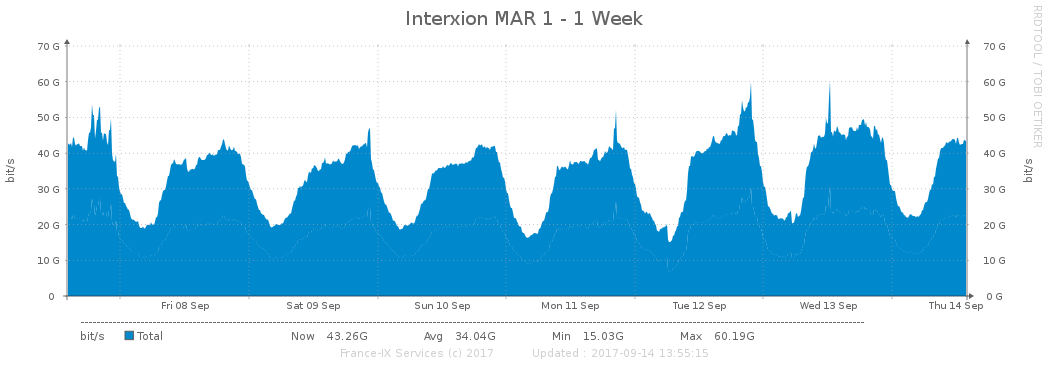 Interxion MAR 1 - 1 Week
RRDTOOL / TOBI OETIKER
bit/s
70 G 70 G
60 G 60 G
50 G 50 G
40 G 40 G
30 G 30 G
20 G 20 G
10 G 10 G
0 0 G
bit/s
Fri 08 Sep Sat 09 Sep Sun 10 Sep Mon 11 Sep Tue 12 Sep Wed 13 Sep Thu 14 Sep
bit/s Total Now 43.26G Avg 34.04G Min 15.03G Max 60.19G
France-IX Services (c) 2017 Updated : 2017-09-14 13:55:15